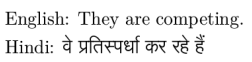 English: They are competing.
Hindi: वे प्रतिस्पर्धा कर रहे हैं